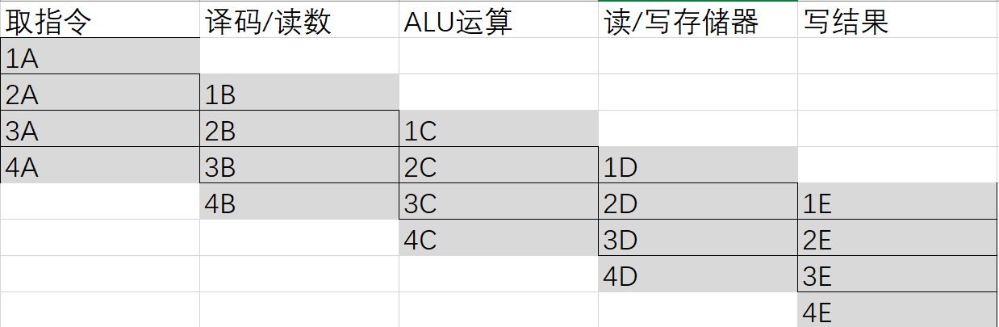 取指令 译码/读数 ALU运算 读/写存储器 写结果
1A
2A 1B
3A 2B 1C
4A 3B 2C 1D
4B 3C 2D 1E
4C 3D 2E
4D 3E
4E